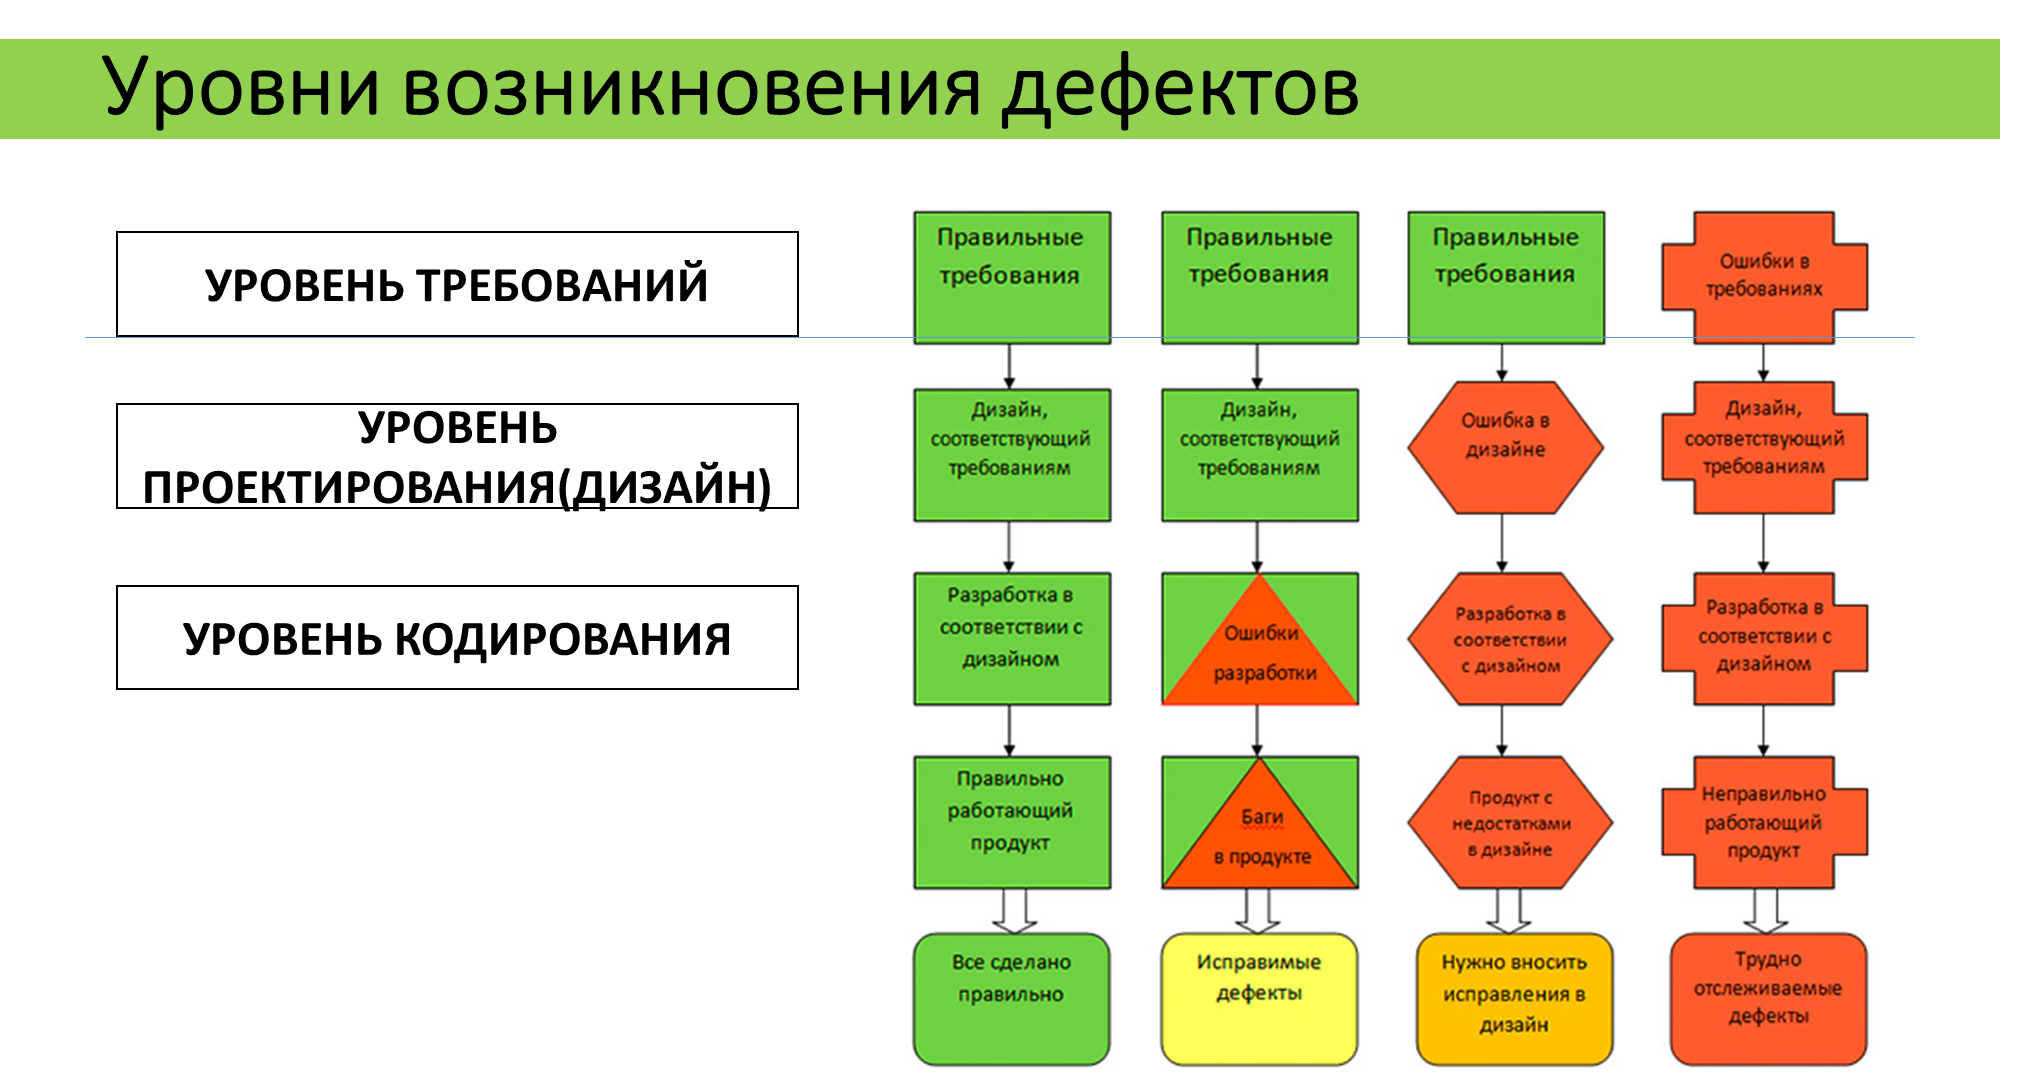 Уровни возникновения дефектов
УРОВЕНЬ ТРЕБОВАНИЙ
УРОВЕНЬ
ПРОЕКТИРОВАНИЯ(ДИЗАЙН)
УРОВЕНЬ КОДИРОВАНИЯ
Правильные
требования
Дизайн,
соответствующий
требованиям
Разработка в
соответствии с
дизайном
Правильно
работающий
продукт
Все сделано
правильно
Правильные
требования
Дизайн,
соответствующий
требованиям
Ошибки
разработки
Баги
в продукте
Исправимые
дефекты
Правильные
требования
Ошибка в
дизайне
Разработка в
соответствии
с дизайном
Продукт с
недостатками
в дизайне
Нужно вносить
исправления в
дизайн
Ошибки в
требованиях
Дизайн,
соответствующий
требованиям
Разработка в
соответствии с
дизайном
Неправильно
работающий
продукт
Трудно
отслеживаемые
дефекты